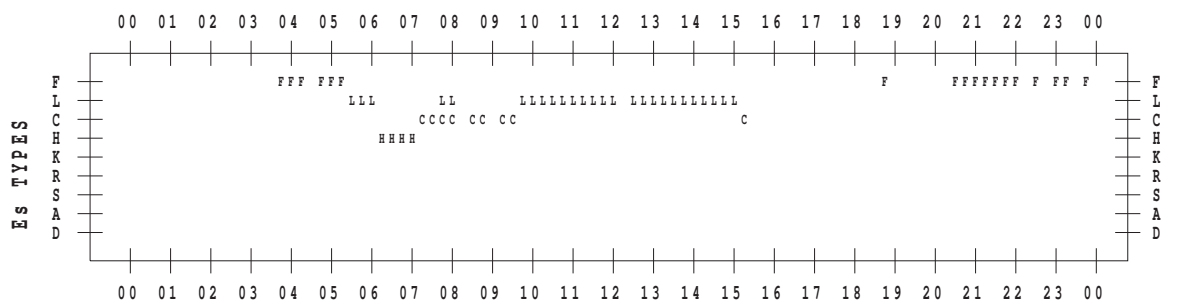 00 01 02 03 04 05 06 07 08 09 10 11 12 13 14 15 16 17 18 19 20 21 22 23 00
F FFF FFF F FFFFFFF F FF F F
L LLL LL LLLLLLLLLL LLLLLLLLLLL L
C CCCC CC CC C C
H HHHH H
K K
R R
S S
A A
D D
Es TYPES
00 01 02 03 04 05 06 07 08 09 10 11 12 13 14 15 16 17 18 19 20 21 22 23 00